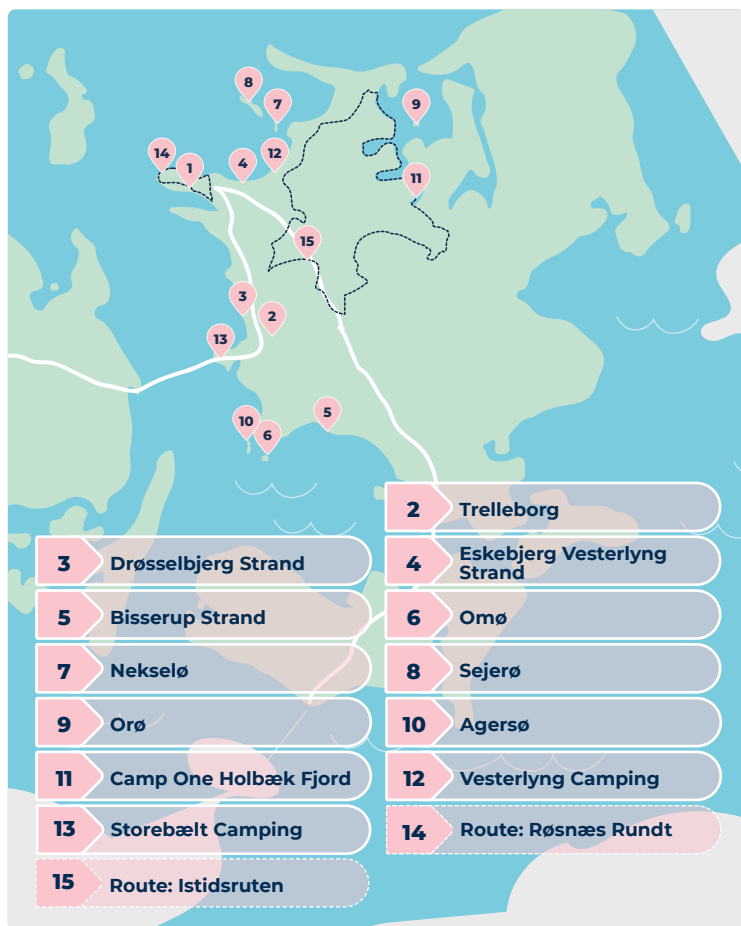 8
7
9
14
1
4
12
11
15
3
2
13
10
6
5
2 Trelleborg
3 Drøsselbjerg Strand
4 Eskebjerg Vesterlyng
Strand
5 Bisserup Strand
6 Omø
7 Nekselø
8 Sejerø
9 Orø
10 Agersø
11 Camp One Holbæk Fjord
12 Vesterlyng Camping
13 Storebælt Camping
14 Route: Røsnæs Rundt
15 Route: Istidsruten